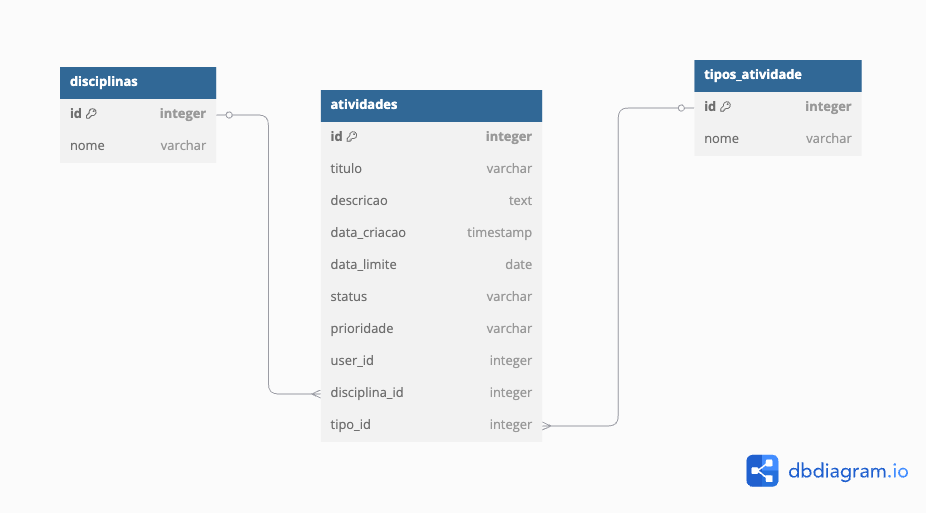 disciplinas
id integer
nome varchar
atividades
id integer
titulo varchar
descricao text
data_criacao timestamp
data_limite date
status varchar
prioridade varchar
user_id integer
disciplina_id integer
tipo_id integer
tipos_atividade
id integer
nome varchar
dbdiagram.io